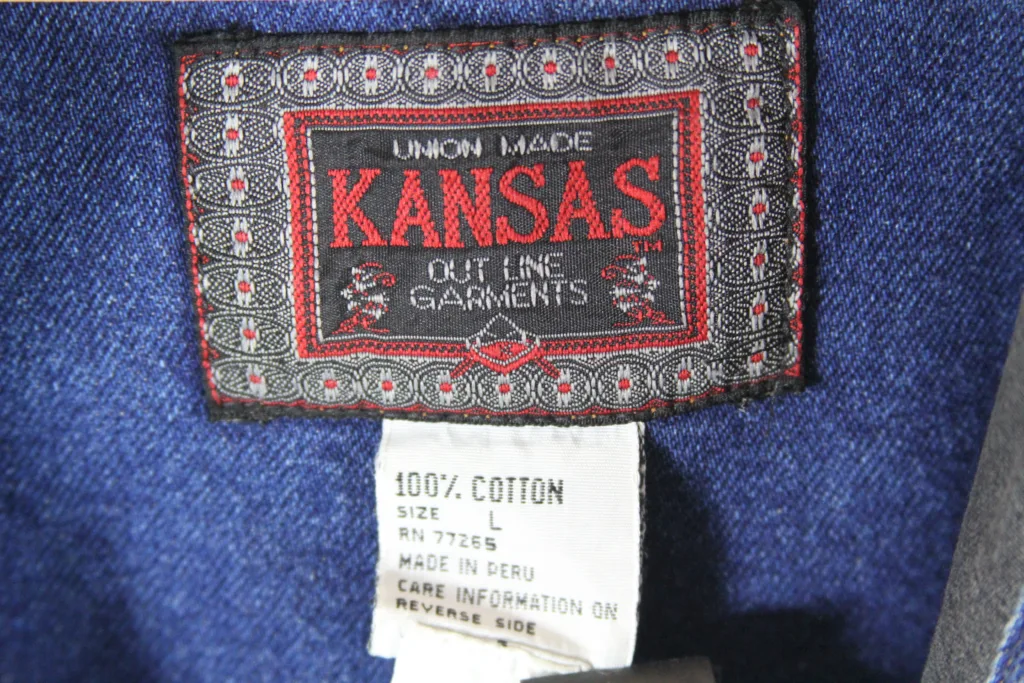 UNION MADE
KANSAS
TM
OUT LINE
GARMENTS
100% COTTON
SIZE L
RN 77265
MADE IN PERU
CARE INFORMATION ON
REVERSE SIDE